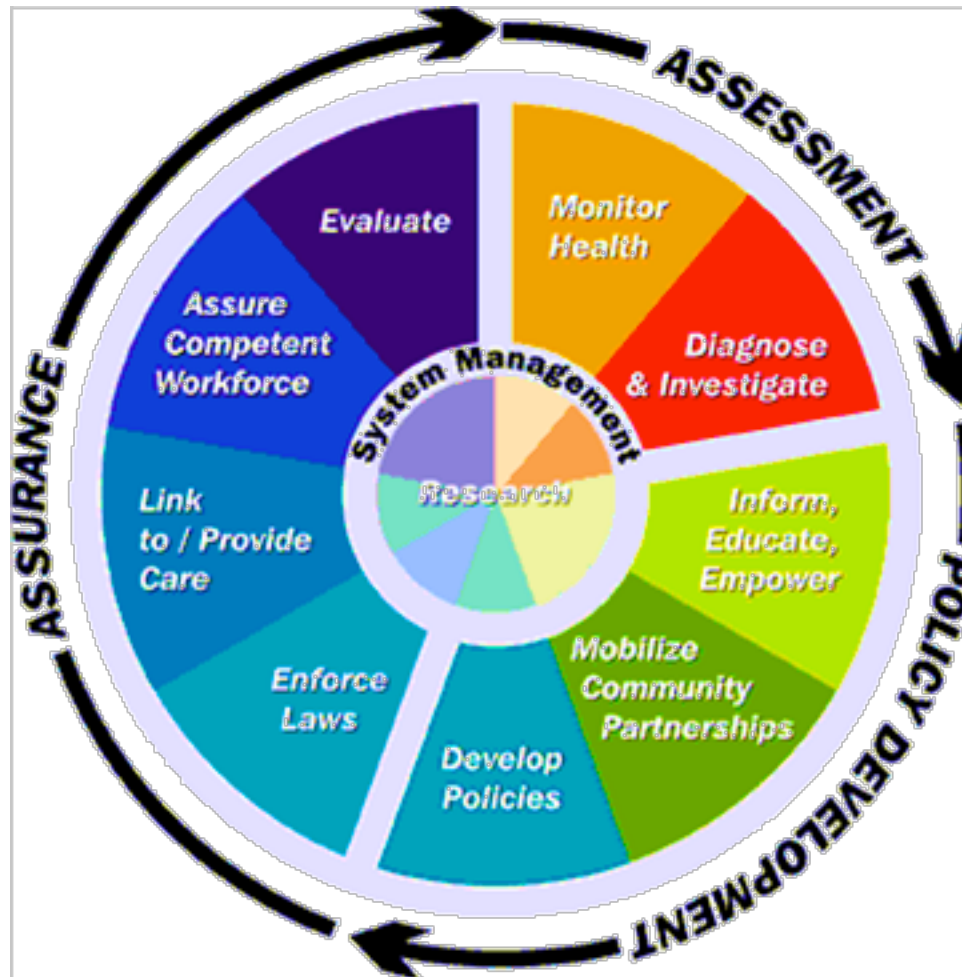 ASSESSMENT
Monitor
Health
Diagnose
& Investigate
POLICY DEVELOPMENT
Inform,
Educate,
Empower
Mobilize
Community
Partnerships
Develop
Policies
ASSURANCE
Enforce
Laws
Link
to / Provide
Care
Assure
Competent
Workforce
Evaluate
System Management
Research